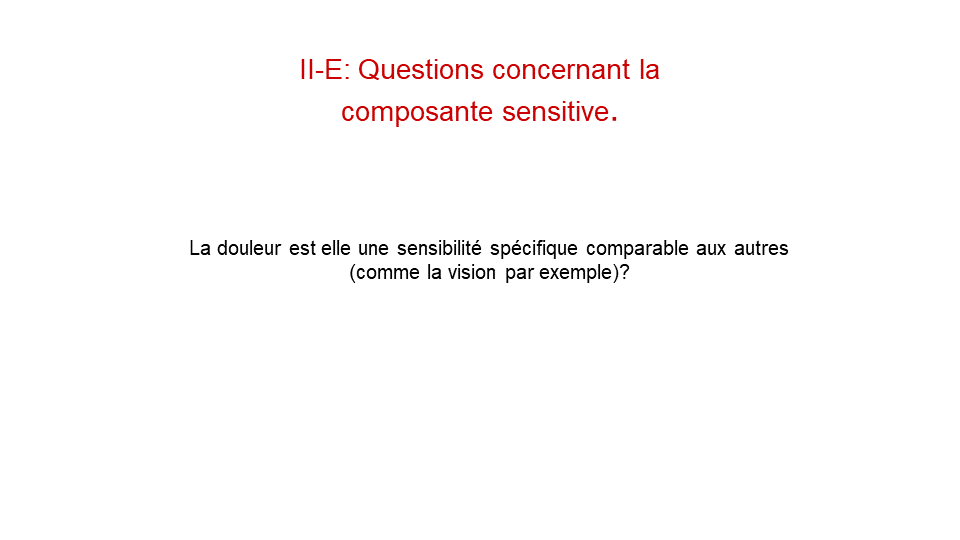 II-E: Questions concernant la
composante sensitive.
La douleur est elle une sensibilité spécifique comparable aux autres
(comme la vision par exemple)?